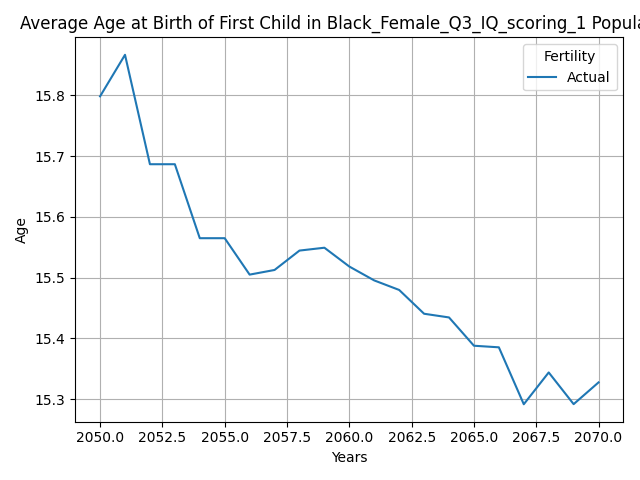 Average Age at Birth of First Child in Black_Female_Q3_IQ_scoring_1
Fertility
Actual
Age
15.8
15.7
15.6
15.5
15.4
15.3
2050.0 2052.5 2055.0 2057.5 2060.0 2062.5 2065.0 2067.5 2070.0
Years